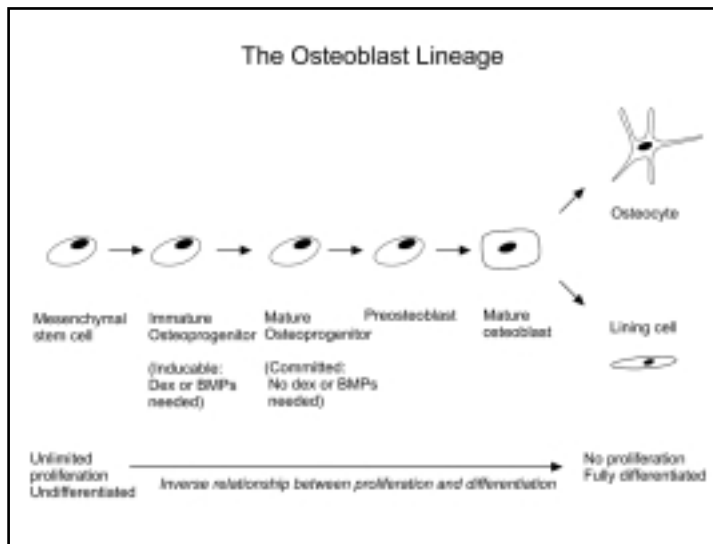 The Osteoblast Lineage
Osteocyte
Mesenchymal
stem cell
Immature
Osteoprogenitor
(Inducable:
Dex or BMPs
needed)
Mature
Osteoprogenitor
(Committed:
No dex or BMPs
needed)
Preosteoblast
Mature
osteoblast
Lining cell
Unlimited
proliferation
Undifferentiated
Inverse relationship between proliferation and differentiation
No proliferation
Fully differentiated